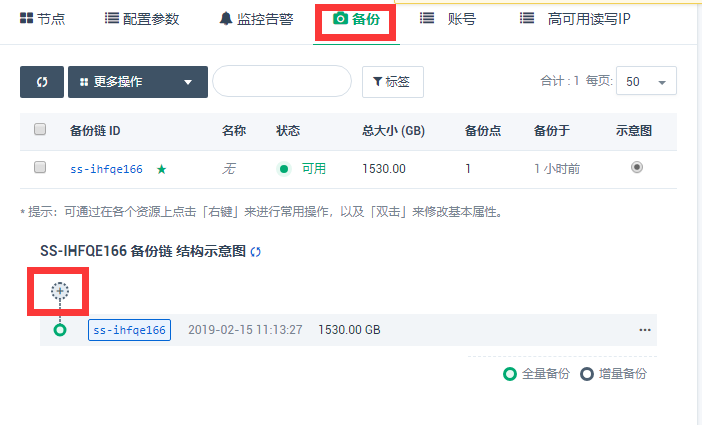 节点 配置参数 监控告警 备份 账号 高可用读写IP
更多操作 标签 合计 : 1 每页: 50
备份链 ID 名称 状态 总大小 (GB) 备份点 备份于 示意图
ss-ihfqe166 无 可用 1530.00 1 1 小时前
* 提示：可通过在各个资源上点击「右键」来进行常用操作，以及「双击」来修改基本属性。
SS-IHFQE166 备份链 结构示意图
ss-ihfqe166 2019-02-15 11:13:27 1530.00 GB
全量备份 增量备份